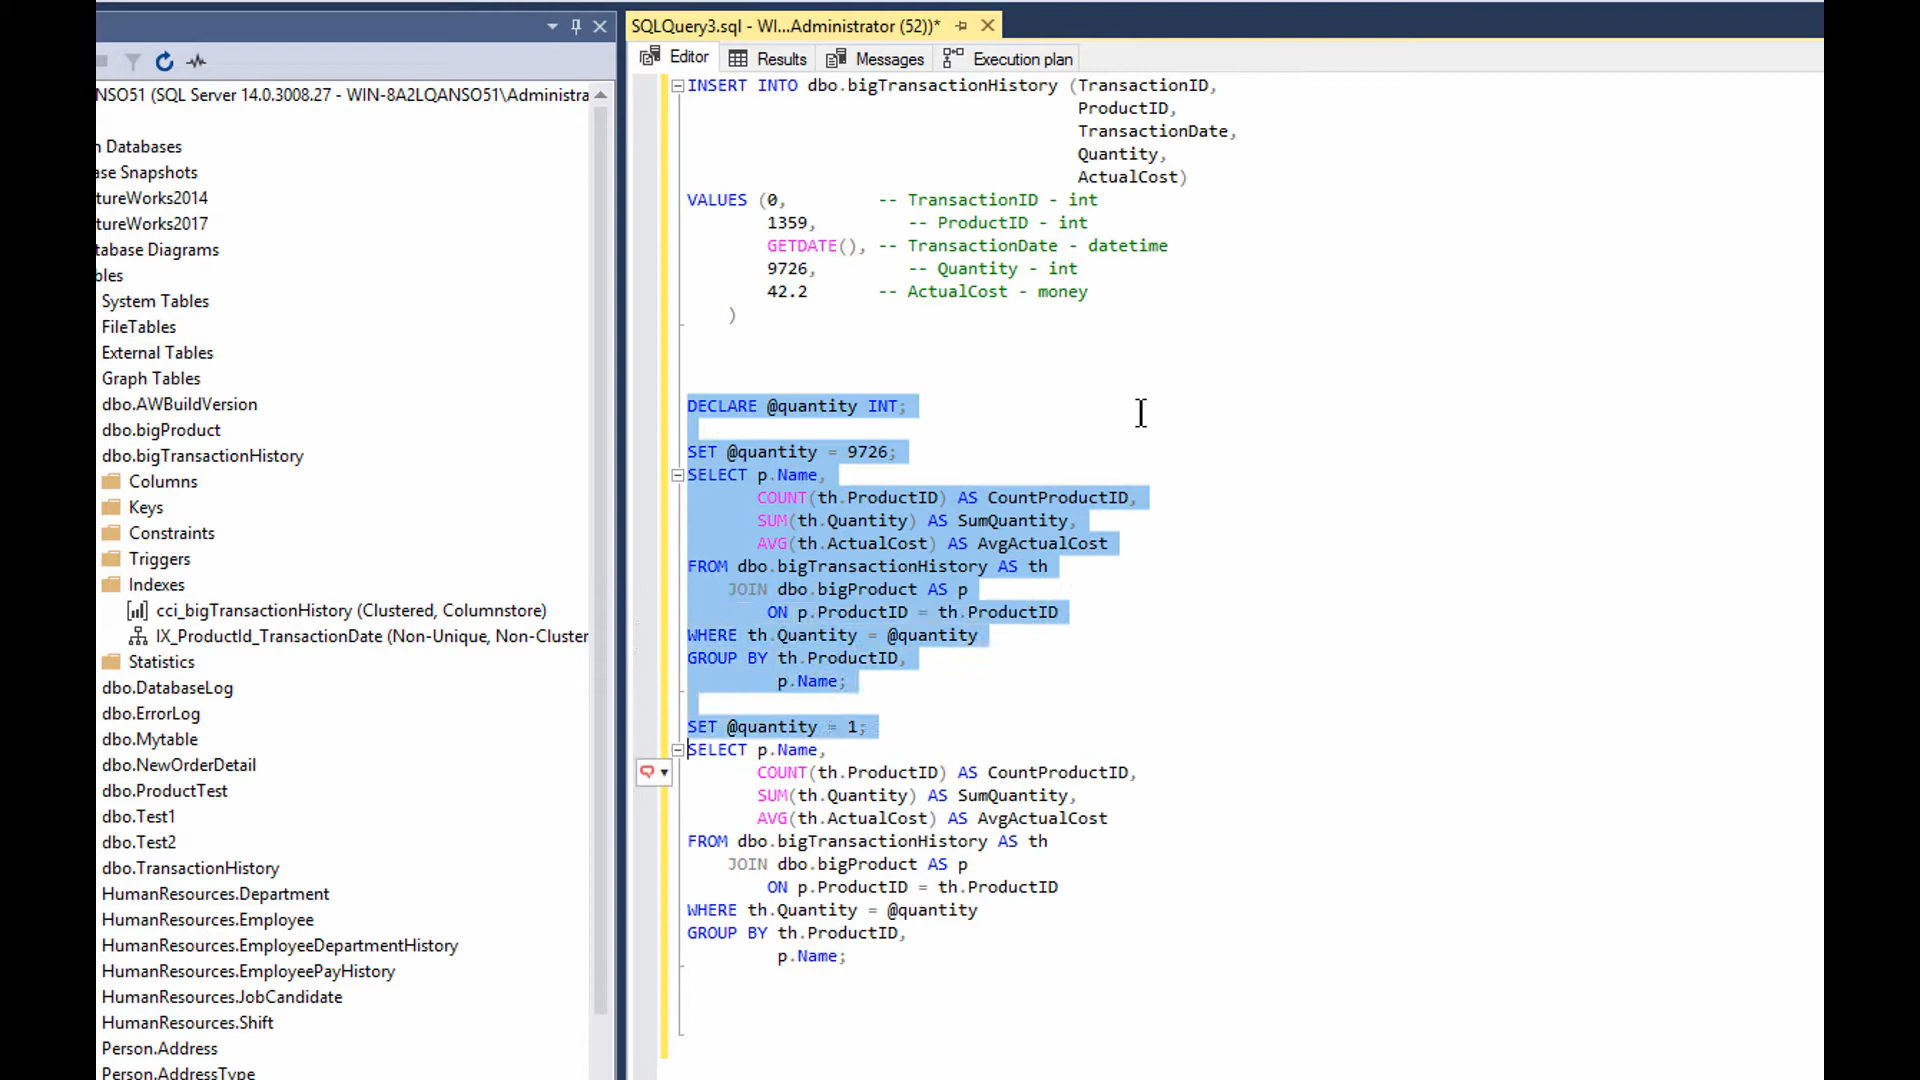 SQLQuery3.sql - WI...Administrator (52))*
Editor
Results
Messages
Execution plan
NSO51 (SQL Server 14.0.3008.27 - WIN-8A2LQANSO51\Administra
n Databases
ase Snapshots
tureWorks2014
tureWorks2017
tabase Diagrams
bles
System Tables
FileTables
External Tables
Graph Tables
dbo.AWBuildVersion
dbo.bigProduct
dbo.bigTransactionHistory
Columns
Keys
Constraints
Triggers
Indexes
cci_bigTransactionHistory (Clustered, Columnstore)
IX_ProductId_TransactionDate (Non-Unique, Non-Cluster
Statistics
dbo.DatabaseLog
dbo.ErrorLog
dbo.Mytable
dbo.NewOrderDetail
dbo.ProductTest
dbo.Test1
dbo.Test2
dbo.TransactionHistory
HumanResources.Department
HumanResources.Employee
HumanResources.EmployeeDepartmentHistory
HumanResources.EmployeePayHistory
HumanResources.JobCandidate
HumanResources.Shift
Person.Address
Person.AddressType
INSERT INTO dbo.bigTransactionHistory (TransactionID,
ProductID,
TransactionDate,
Quantity,
ActualCost)
VALUES (0, -- TransactionID - int
1359, -- ProductID - int
GETDATE(), -- TransactionDate - datetime
9726, -- Quantity - int
42.2 -- ActualCost - money
)
DECLARE @quantity INT;
SET @quantity = 9726;
SELECT p.Name,
COUNT(th.ProductID) AS CountProductID,
SUM(th.Quantity) AS SumQuantity,
AVG(th.ActualCost) AS AvgActualCost
FROM dbo.bigTransactionHistory AS th
JOIN dbo.bigProduct AS p
ON p.ProductID = th.ProductID
WHERE th.Quantity = @quantity
GROUP BY th.ProductID,
p.Name;
SET @quantity = 1;
SELECT p.Name,
COUNT(th.ProductID) AS CountProductID,
SUM(th.Quantity) AS SumQuantity,
AVG(th.ActualCost) AS AvgActualCost
FROM dbo.bigTransactionHistory AS th
JOIN dbo.bigProduct AS p
ON p.ProductID = th.ProductID
WHERE th.Quantity = @quantity
GROUP BY th.ProductID,
p.Name;